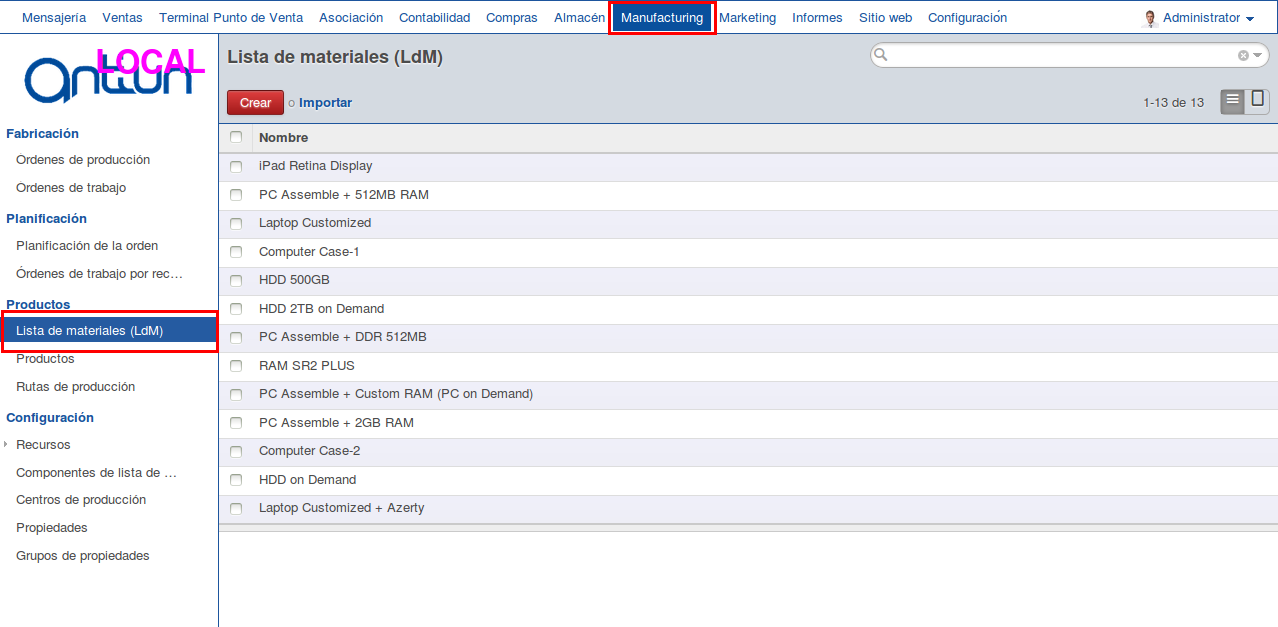 Mensajería Ventas Terminal Punto de Venta Asociación Contabilidad Compras Almacén Manufacturing Marketing Informes Sitio web Configuración Administrator
antiun LOCAL
Lista de materiales (LdM)
Crear o Importar 1-13 de 13
Fabricación
Ordenes de producción
Ordenes de trabajo
Planificación
Planificación de la orden
Órdenes de trabajo por rec…
Productos
Lista de materiales (LdM)
Productos
Rutas de producción
Configuración
Recursos
Componentes de lista de …
Centros de producción
Propiedades
Grupos de propiedades
Nombre
iPad Retina Display
PC Assemble + 512MB RAM
Laptop Customized
Computer Case-1
HDD 500GB
HDD 2TB on Demand
PC Assemble + DDR 512MB
RAM SR2 PLUS
PC Assemble + Custom RAM (PC on Demand)
PC Assemble + 2GB RAM
Computer Case-2
HDD on Demand
Laptop Customized + Azerty